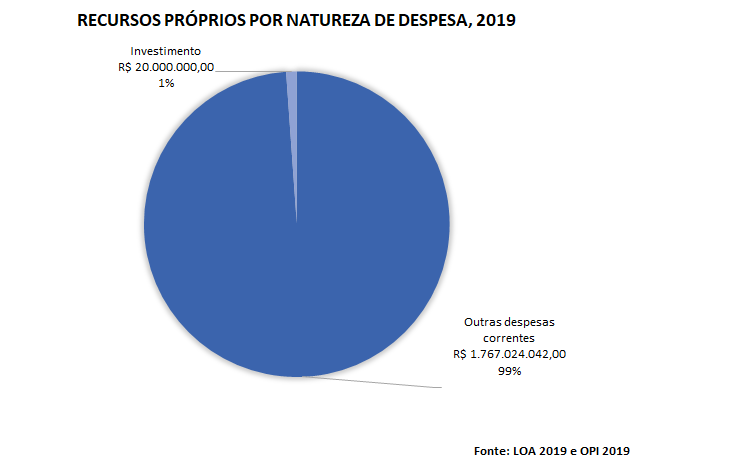 RECURSOS PRÓPRIOS POR NATUREZA DE DESPESA, 2019
Investimento
R$ 20.000.000,00
1%
Outras despesas
correntes
R$ 1.767.024.042,00
99%
Fonte: LOA 2019 e OPI 2019